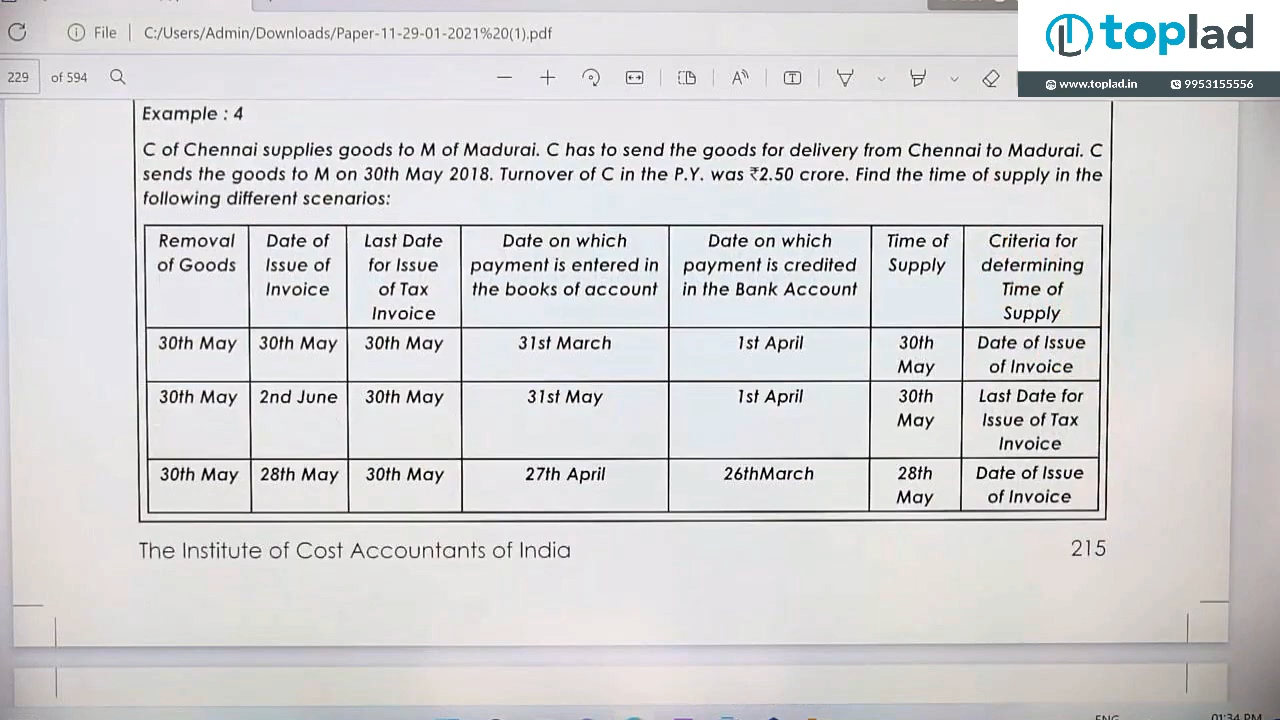 File
C:/Users/Admin/Downloads/Paper-11-29-01-2021%20(1).pdf
toplad
www.toplad.in
9953155556
229 of 594
Example : 4
C of Chennai supplies goods to M of Madurai. C has to send the goods for delivery from Chennai to Madurai. C
sends the goods to M on 30th May 2018. Turnover of C in the P.Y. was ₹2.50 crore. Find the time of supply in the
following different scenarios:
Removal of Goods
Date of Issue of Invoice
Last Date for Issue of Tax Invoice
Date on which payment is entered in the books of account
Date on which payment is credited in the Bank Account
Time of Supply
Criteria for determining Time of Supply
30th May 30th May 30th May 31st March 1st April 30th May Date of Issue of Invoice
30th May 2nd June 30th May 31st May 1st April 30th May Last Date for Issue of Tax Invoice
30th May 28th May 30th May 27th April 26thMarch 28th May Date of Issue of Invoice
The Institute of Cost Accountants of India
215
ENG
01:34 PM